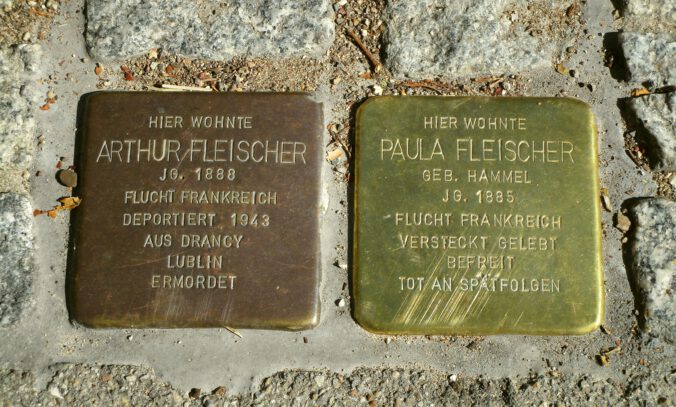 HIER WOHNTE
ARTHUR FLEISCHER
JG. 1888
FLUCHT FRANKREICH
DEPORTIERT 1943
AUS DRANCY
LUBLIN
ERMORDET
HIER WOHNTE
PAULA FLEISCHER
GEB. HAMMEL
JG. 1885
FLUCHT FRANKREICH
VERSTECKT GELEBT
BEFREIT
TOT AN SPÄTFOLGEN